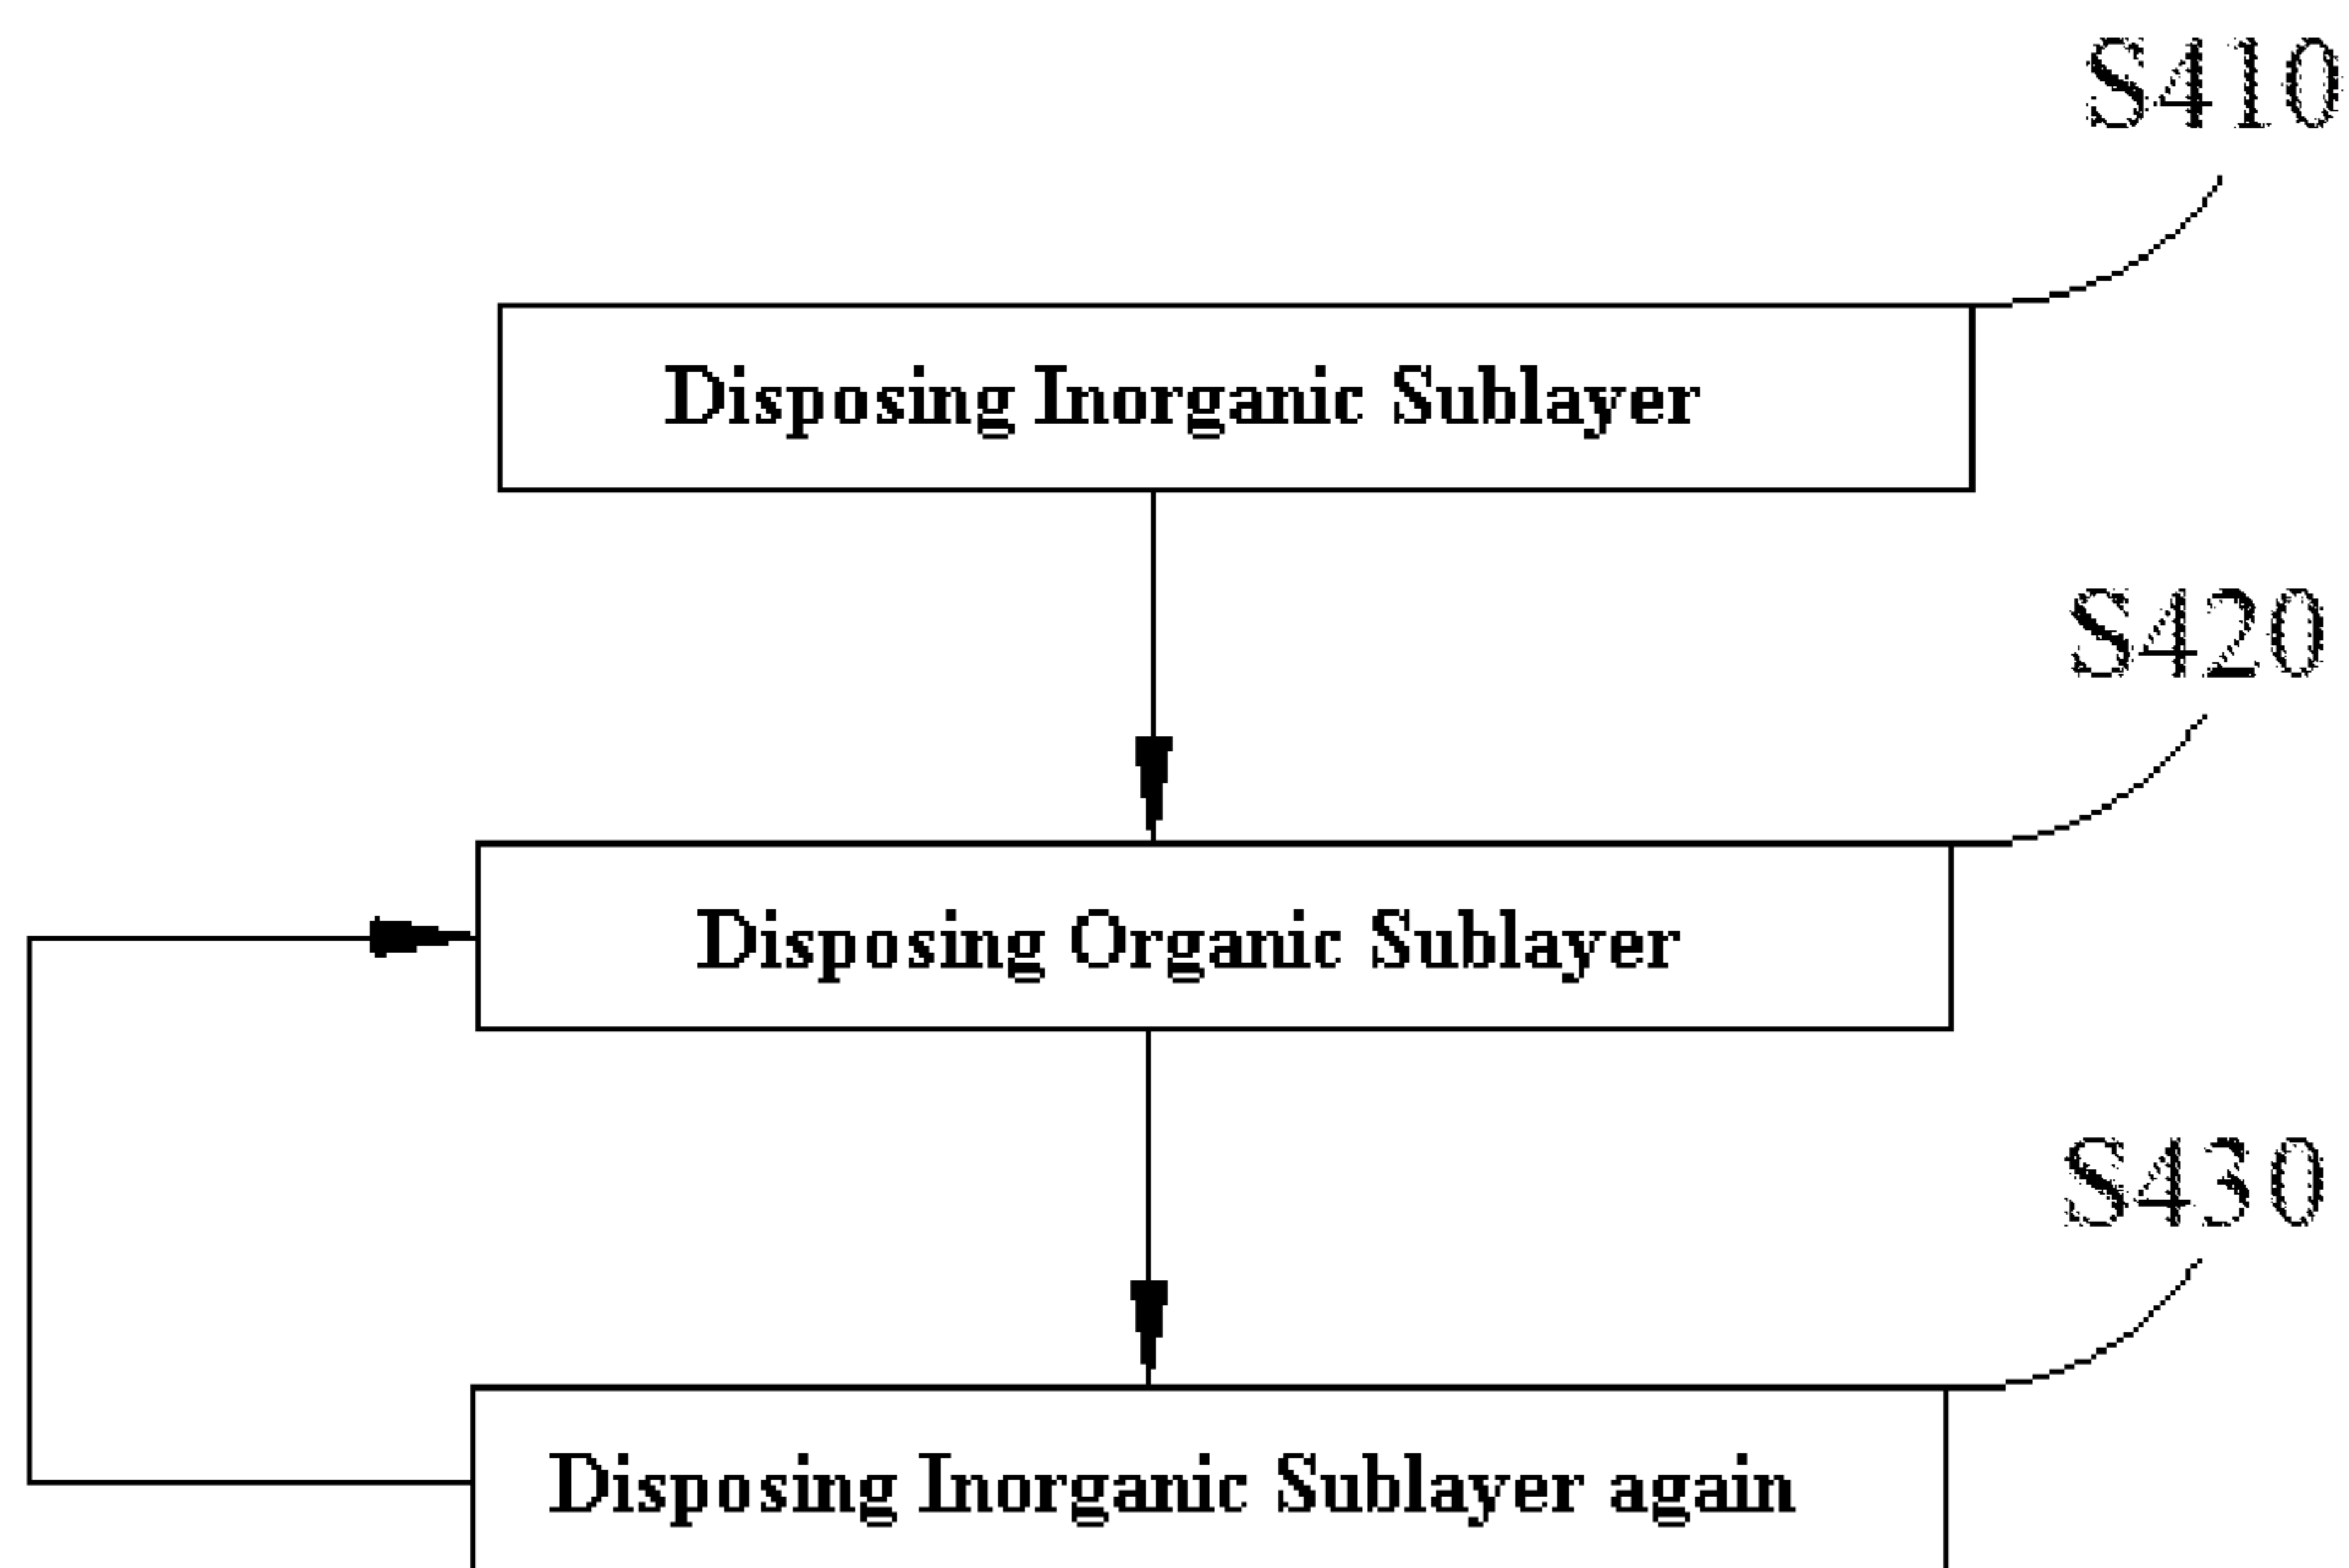 S410
Disposing Inorganic Sublayer
S420
Disposing Organic Sublayer
S430
Disposing Inorganic Sublayer again